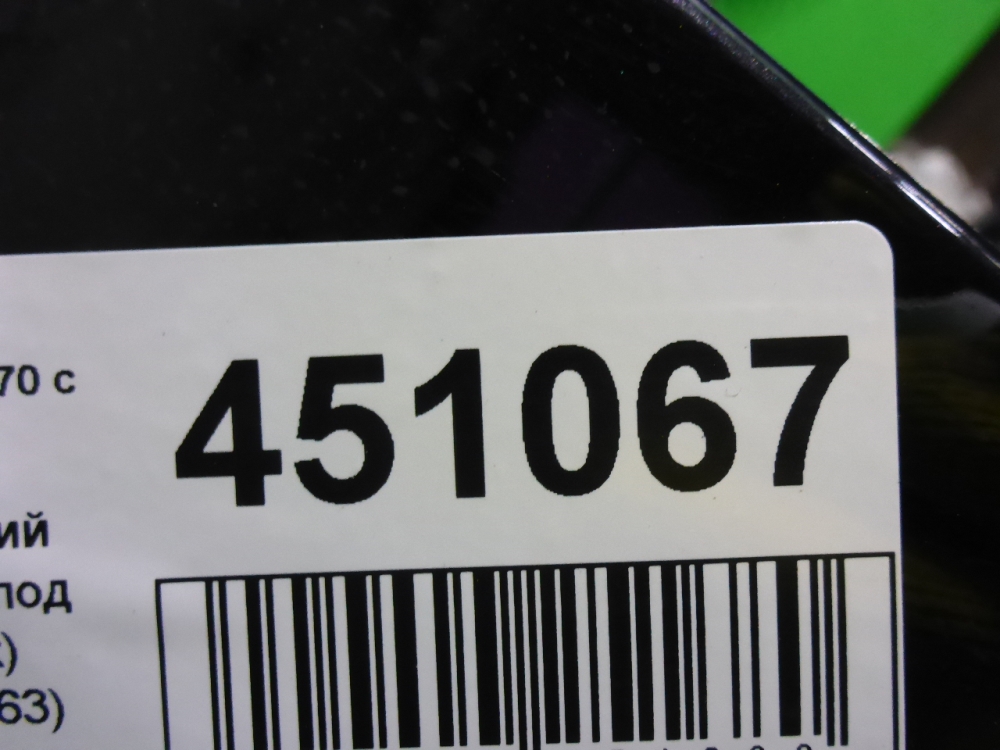 70 с
451067
ий
под
)
63)